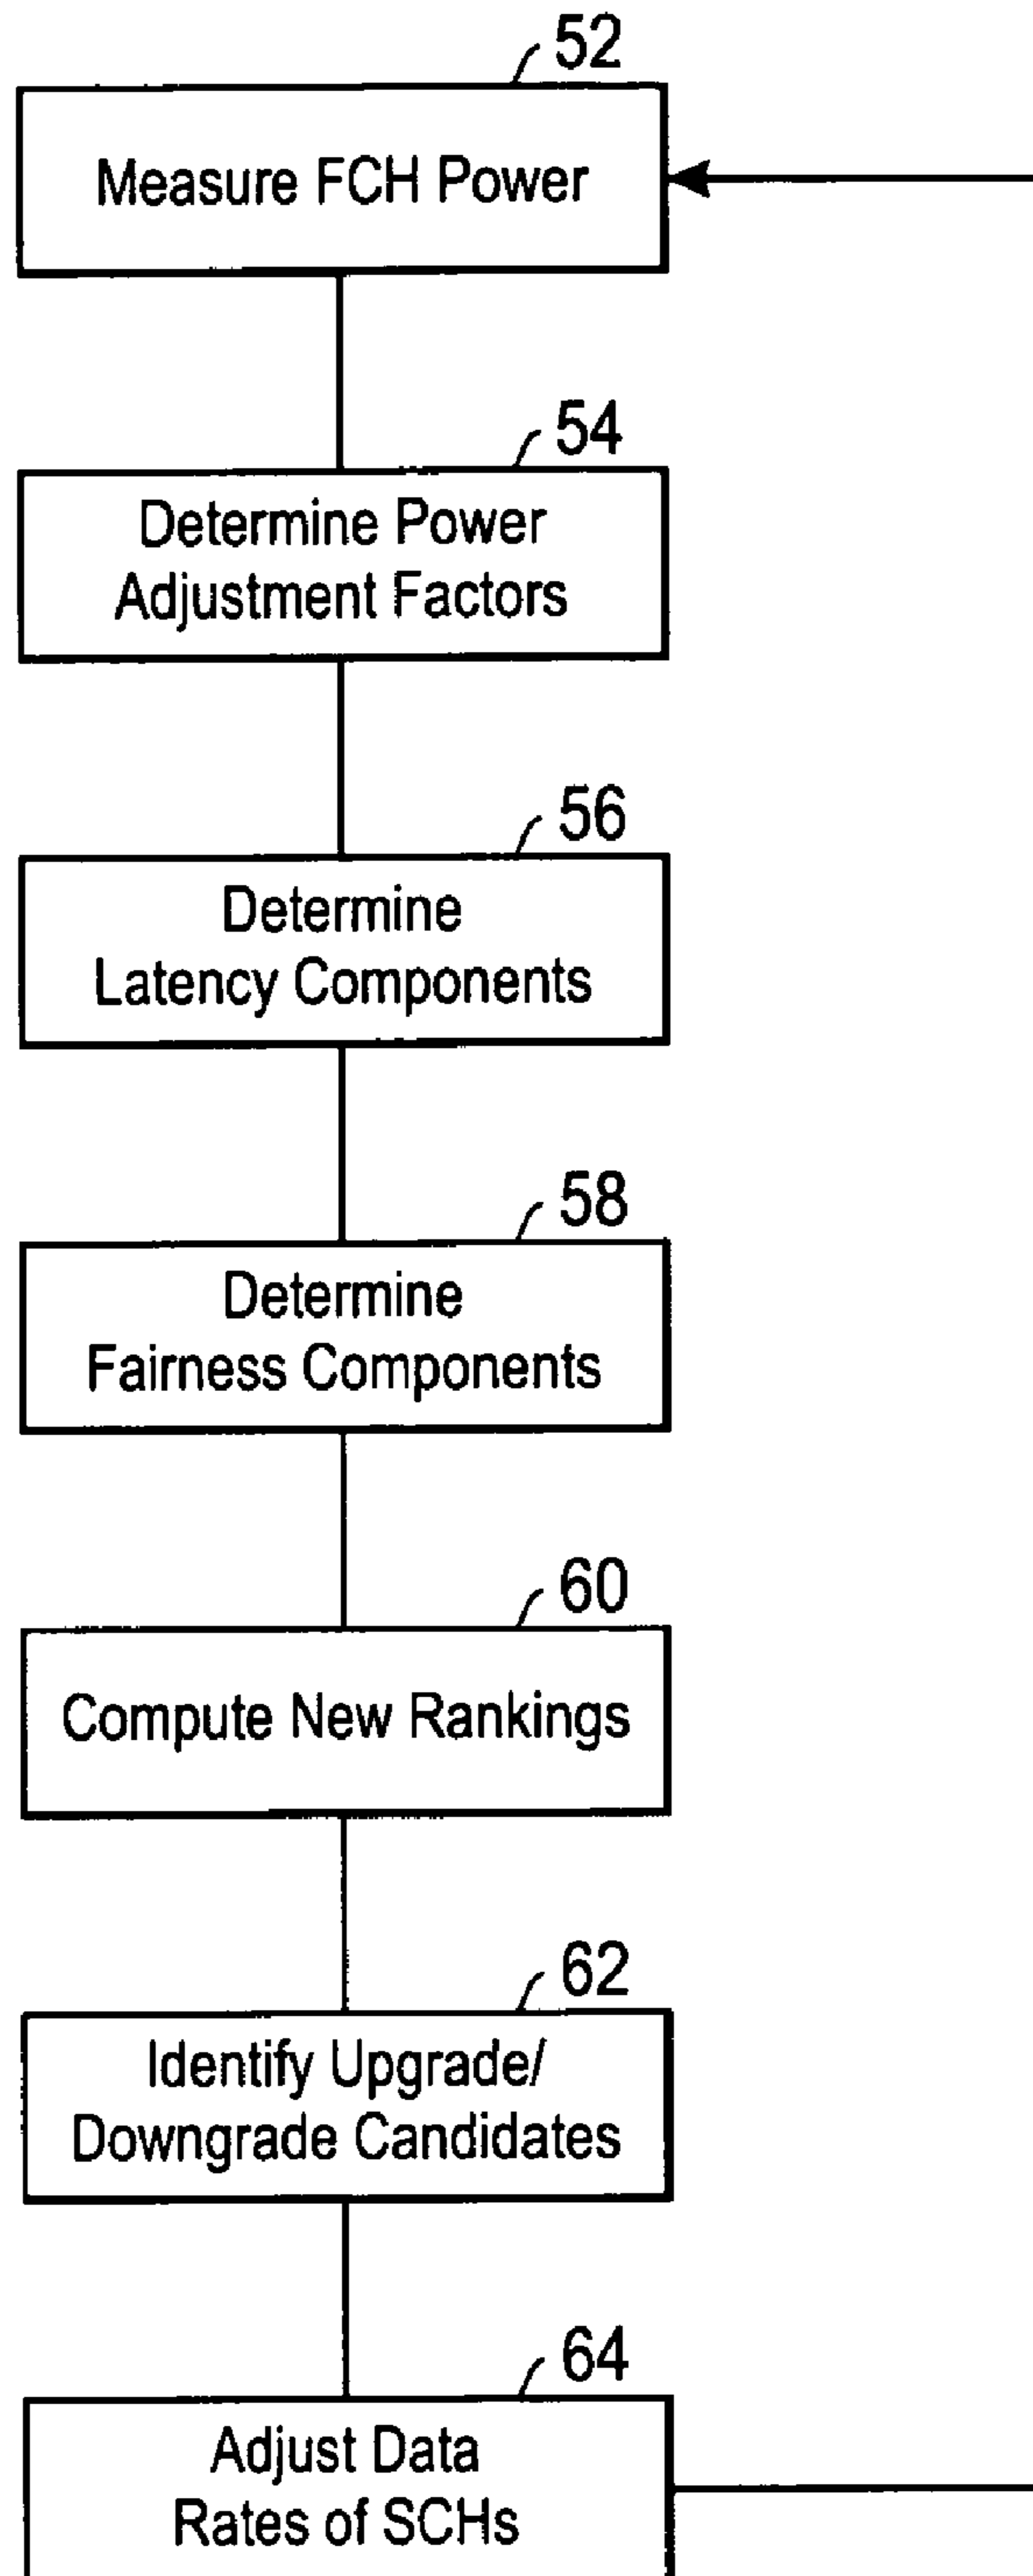 52
Measure FCH Power
54
Determine Power
Adjustment Factors
56
Determine
Latency Components
58
Determine
Fairness Components
60
Compute New Rankings
62
Identify Upgrade/
Downgrade Candidates
64
Adjust Data
Rates of SCHs